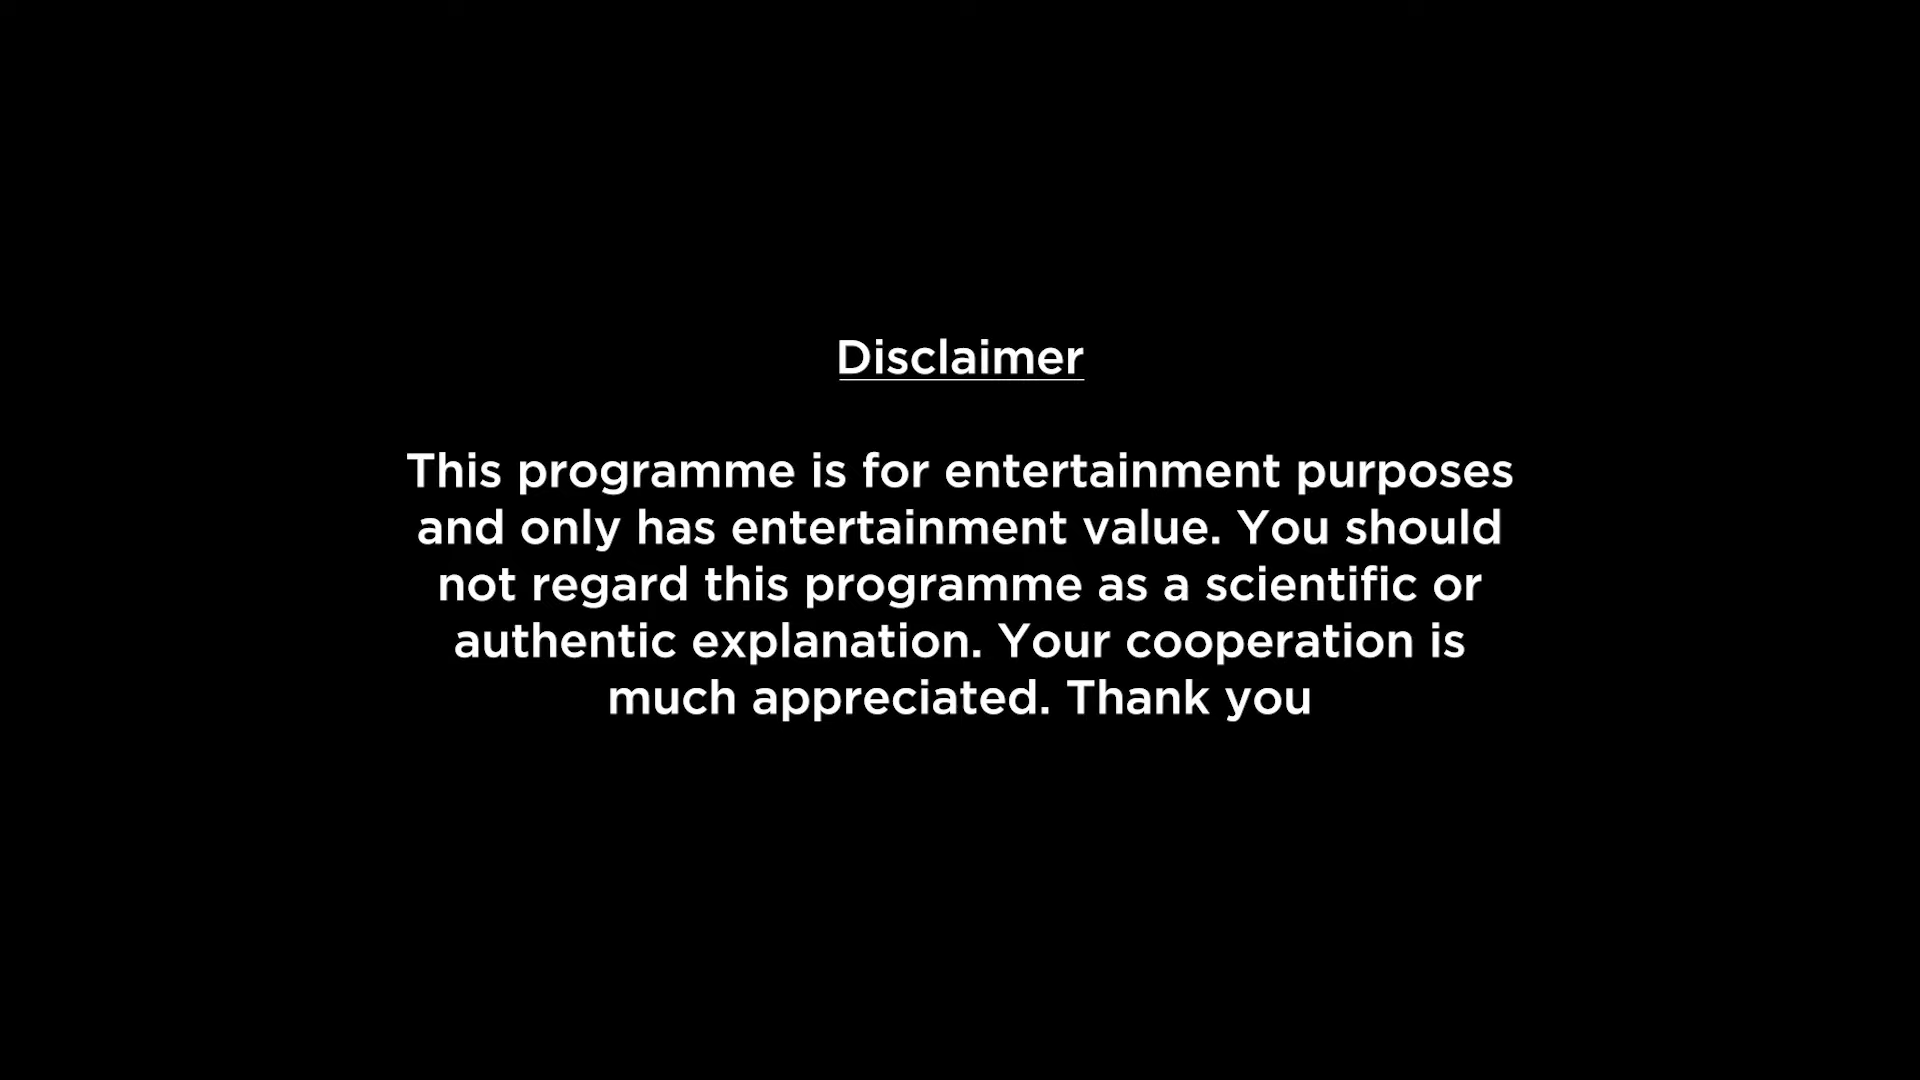 Disclaimer
This programme is for entertainment purposes
and only has entertainment value. You should
not regard this programme as a scientific or
authentic explanation. Your cooperation is
much appreciated. Thank you